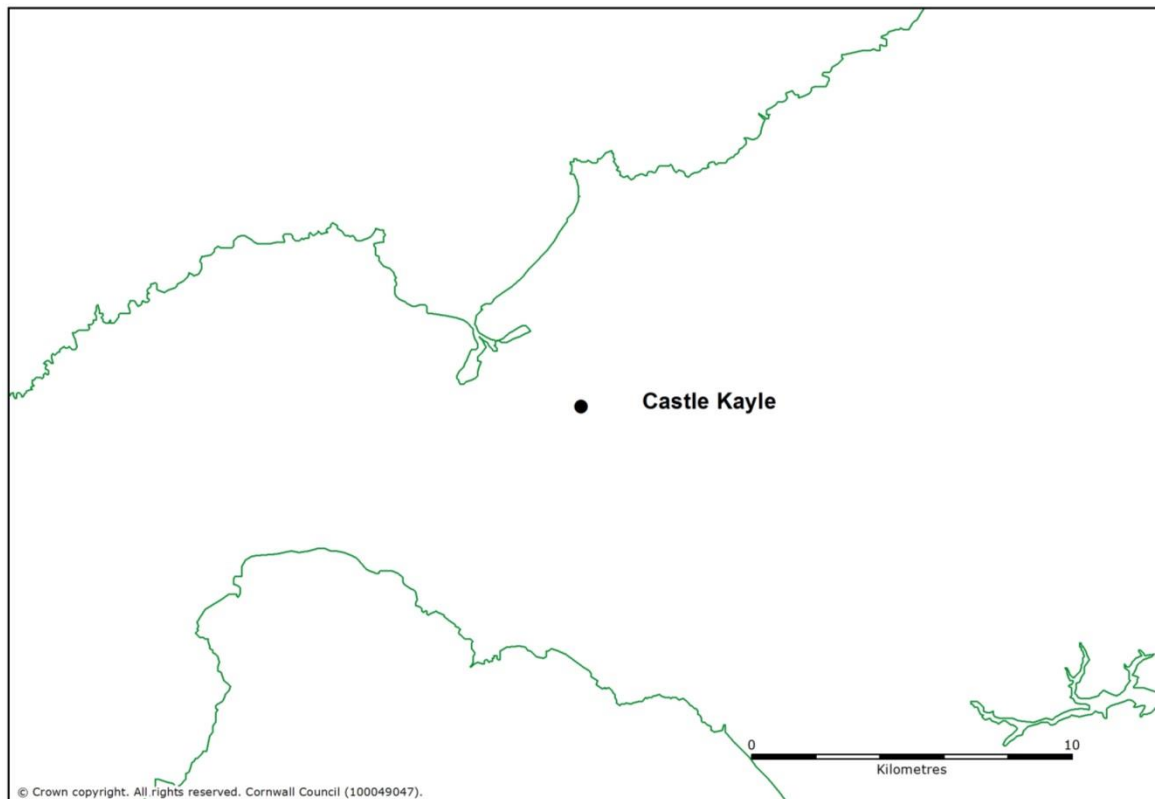 Castle Kayle
0 10
Kilometres
© Crown copyright. All rights reserved. Cornwall Council (100049047).